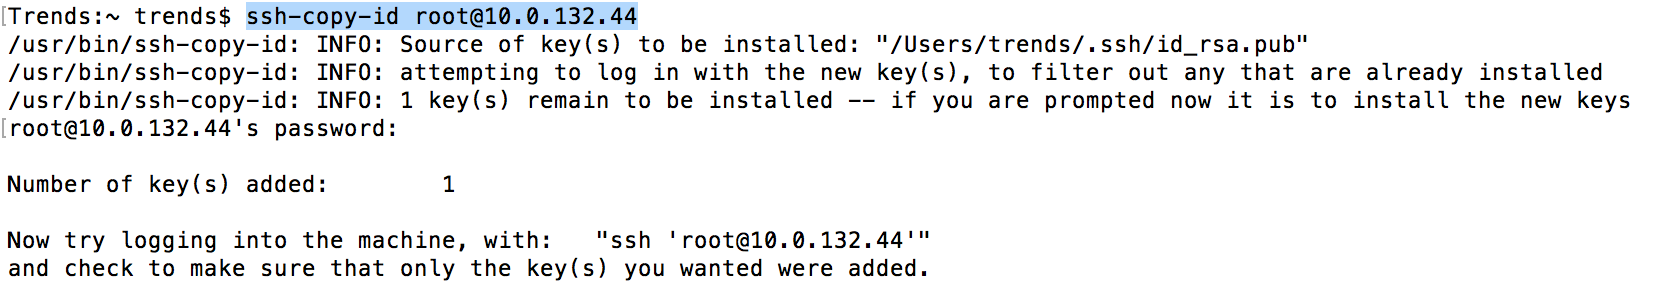 [Trends:~ trends$ ssh-copy-id root@10.0.132.44
/usr/bin/ssh-copy-id: INFO: Source of key(s) to be installed: "/Users/trends/.ssh/id_rsa.pub"
/usr/bin/ssh-copy-id: INFO: attempting to log in with the new key(s), to filter out any that are already installed
/usr/bin/ssh-copy-id: INFO: 1 key(s) remain to be installed -- if you are prompted now it is to install the new keys
[root@10.0.132.44's password:
Number of key(s) added:        1
Now try logging into the machine, with:   "ssh 'root@10.0.132.44'"
and check to make sure that only the key(s) you wanted were added.